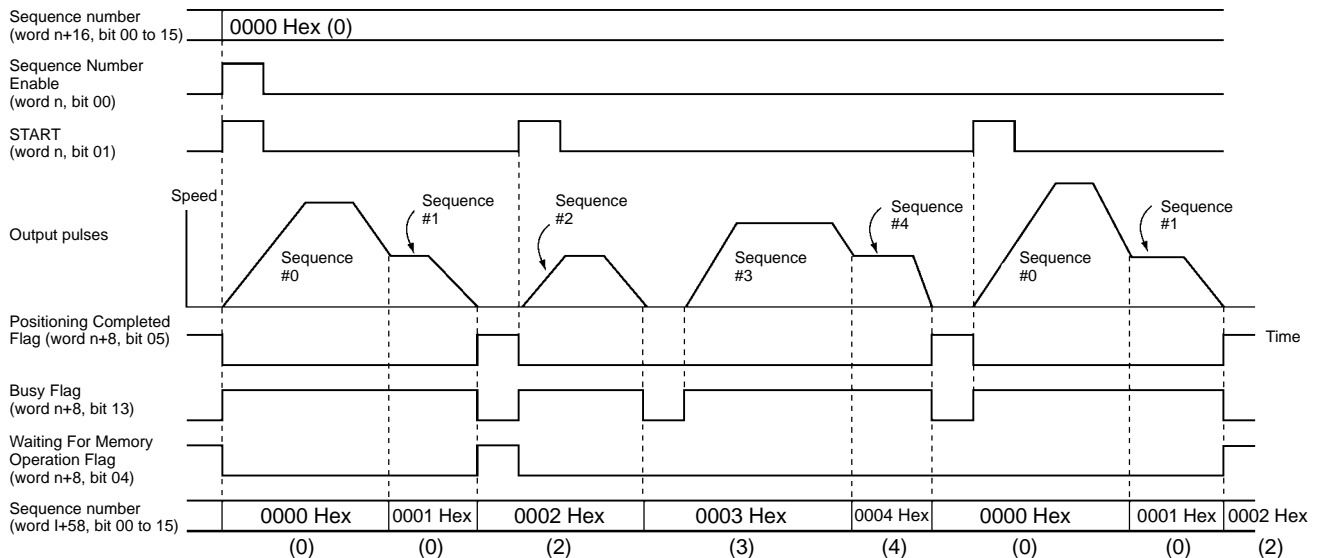 Sequence number
(word n+16, bit 00 to 15)
0000 Hex (0)
Sequence Number
Enable
(word n, bit 00)
START
(word n, bit 01)
Speed
Output pulses
Sequence
#0
Sequence
#1
Sequence
#2
Sequence
#3
Sequence
#4
Sequence
#0
Sequence
#1
Positioning Completed
Flag (word n+8, bit 05)
Time
Busy Flag
(word n+8, bit 13)
Waiting For Memory
Operation Flag
(word n+8, bit 04)
Sequence number
(word I+58, bit 00 to 15)
0000 Hex 0001 Hex 0002 Hex 0003 Hex 0004 Hex 0000 Hex 0001 Hex 0002 Hex
(0) (0) (2) (3) (4) (0) (0) (2)